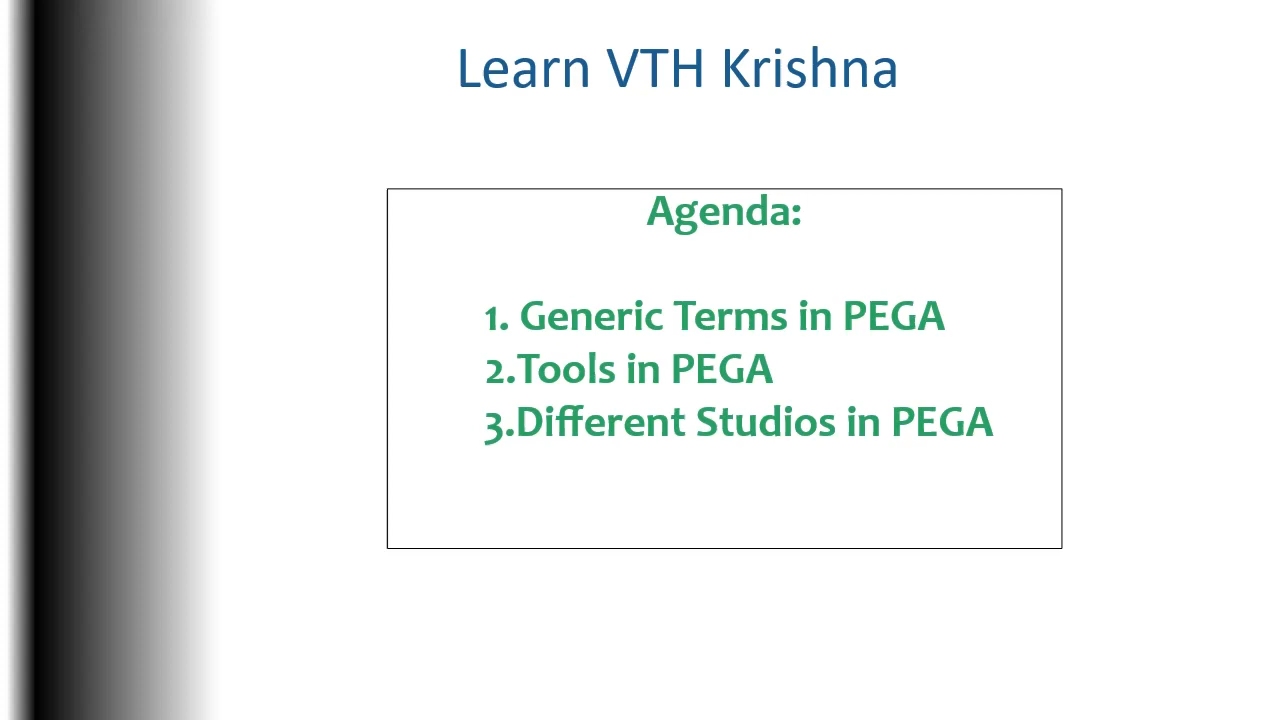 Learn VTH Krishna
Agenda:
1. Generic Terms in PEGA
2.Tools in PEGA
3.Different Studios in PEGA